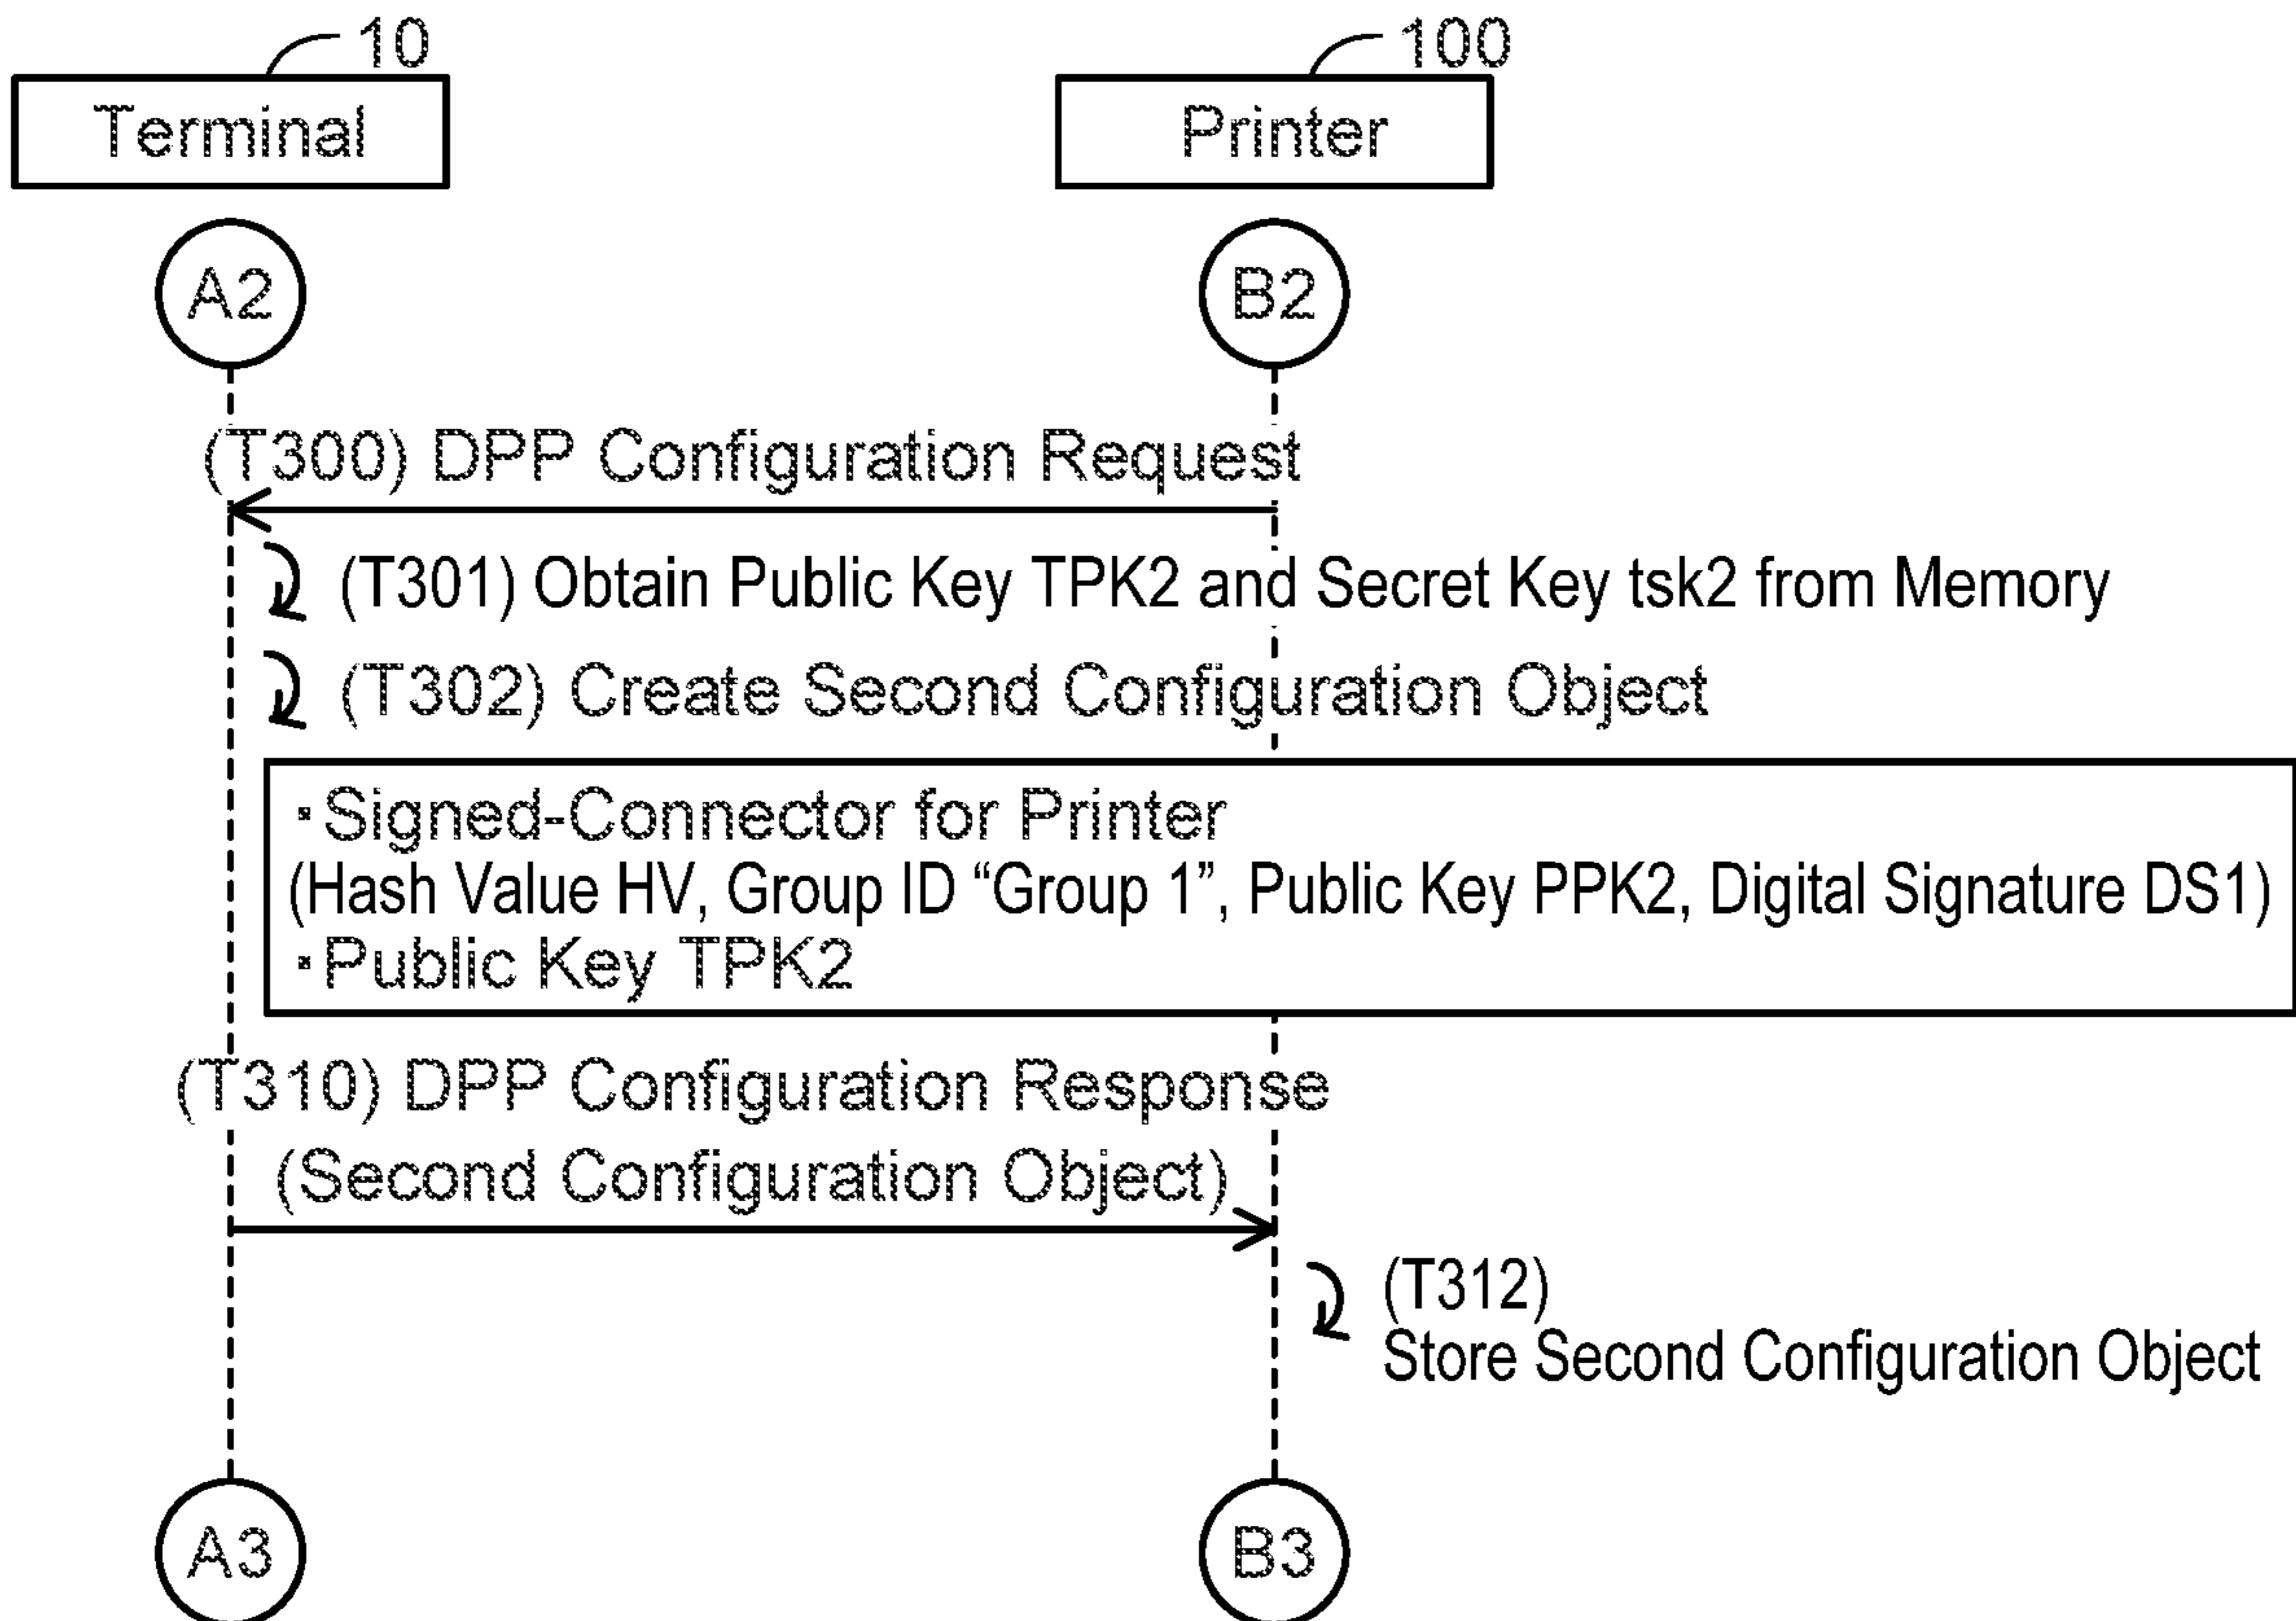 10
100
Terminal
Printer
A2
B2
(T300) DPP Configuration Request
(T301) Obtain Public Key TPK2 and Secret Key tsk2 from Memory
(T302) Create Second Configuration Object
・Signed-Connector for Printer
(Hash Value HV, Group ID “Group 1”, Public Key PPK2, Digital Signature DS1)
・Public Key TPK2
(T310) DPP Configuration Response
(Second Configuration Object)
(T312)
Store Second Configuration Object
A3
B3